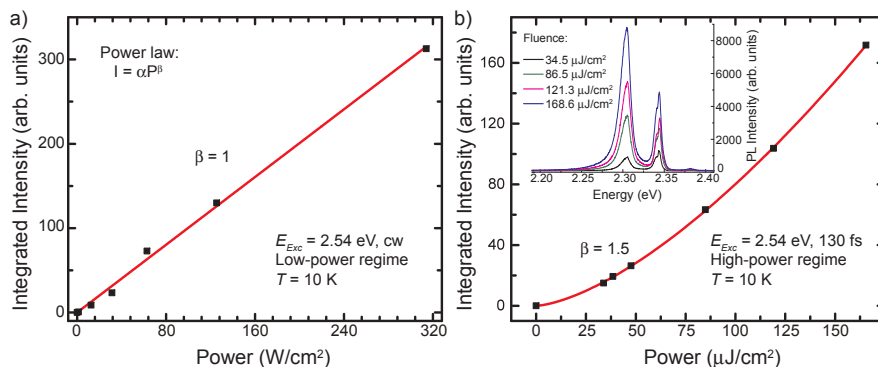 a)
Power law:
I = αPᵝ
β = 1
E_Exc = 2.54 eV, cw
Low-power regime
T = 10 K
Integrated Intensity (arb. units)
300
200
100
0
0 80 160 240 320
Power (W/cm²)
b)
Fluence:
34.5 μJ/cm²
86.5 μJ/cm²
121.3 μJ/cm²
168.6 μJ/cm²
8000
6000
4000
2000
0
PL Intensity (arb. units)
2.20 2.25 2.30 2.35 2.40
Energy (eV)
β = 1.5
E_Exc = 2.54 eV, 130 fs
High-power regime
T = 10 K
Integrated Intensity (arb. units)
160
120
80
40
0
0 25 50 75 100 125 150
Power (μJ/cm²)